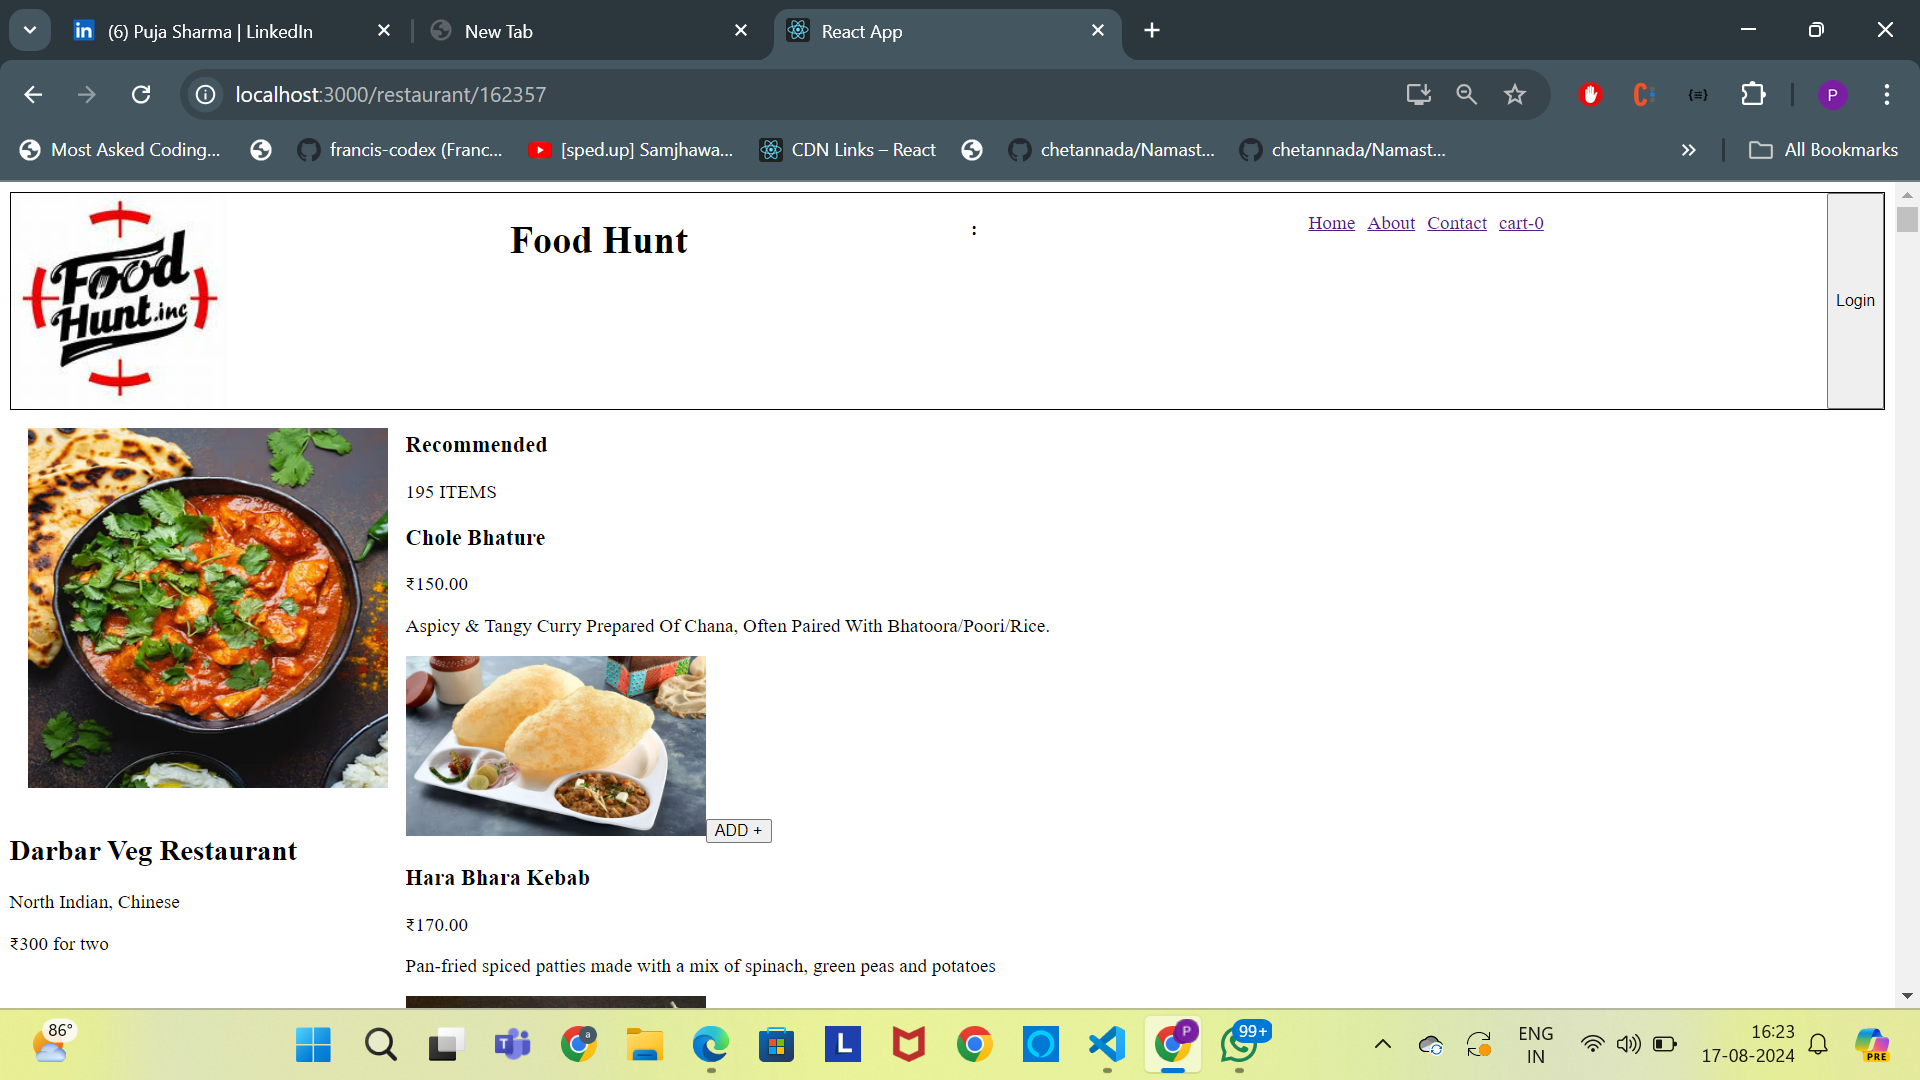 (6) Puja Sharma | LinkedIn
New Tab
React App
localhost:3000/restaurant/162357
P
Most Asked Coding...
francis-codex (Franc...
[sped.up] Samjhawa...
CDN Links – React
chetannada/Namast...
chetannada/Namast...
All Bookmarks
Food Hunt.inc
Food Hunt
:
Home About Contact cart-0
Login
Recommended
195 ITEMS
Chole Bhature
₹150.00
Aspicy & Tangy Curry Prepared Of Chana, Often Paired With Bhatoora/Poori/Rice.
ADD +
Hara Bhara Kebab
₹170.00
Pan-fried spiced patties made with a mix of spinach, green peas and potatoes
Darbar Veg Restaurant
North Indian, Chinese
₹300 for two
86°
a
L
P
99+
ENG
IN
16:23
17-08-2024
PRE